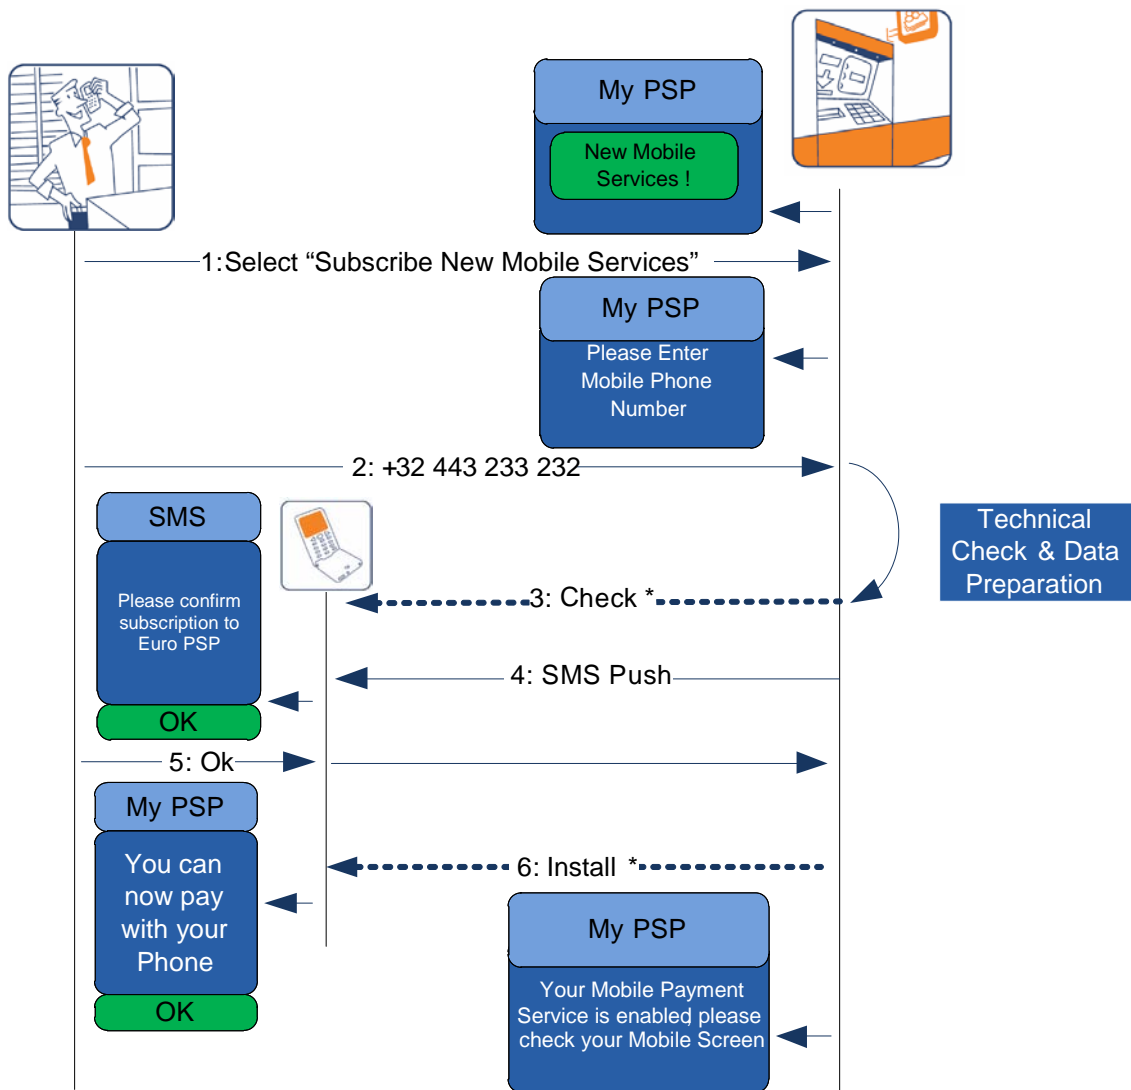 My PSP
New Mobile
Services !
1:Select “Subscribe New Mobile Services”
My PSP
Please Enter
Mobile Phone
Number
2: +32 443 233 232
SMS
Please confirm
subscription to
Euro PSP
OK
Technical
Check & Data
Preparation
3: Check *
4: SMS Push
5: Ok
My PSP
You can
now pay
with your
Phone
OK
6: Install *
My PSP
Your Mobile Payment
Service is enabled, please
check your Mobile Screen